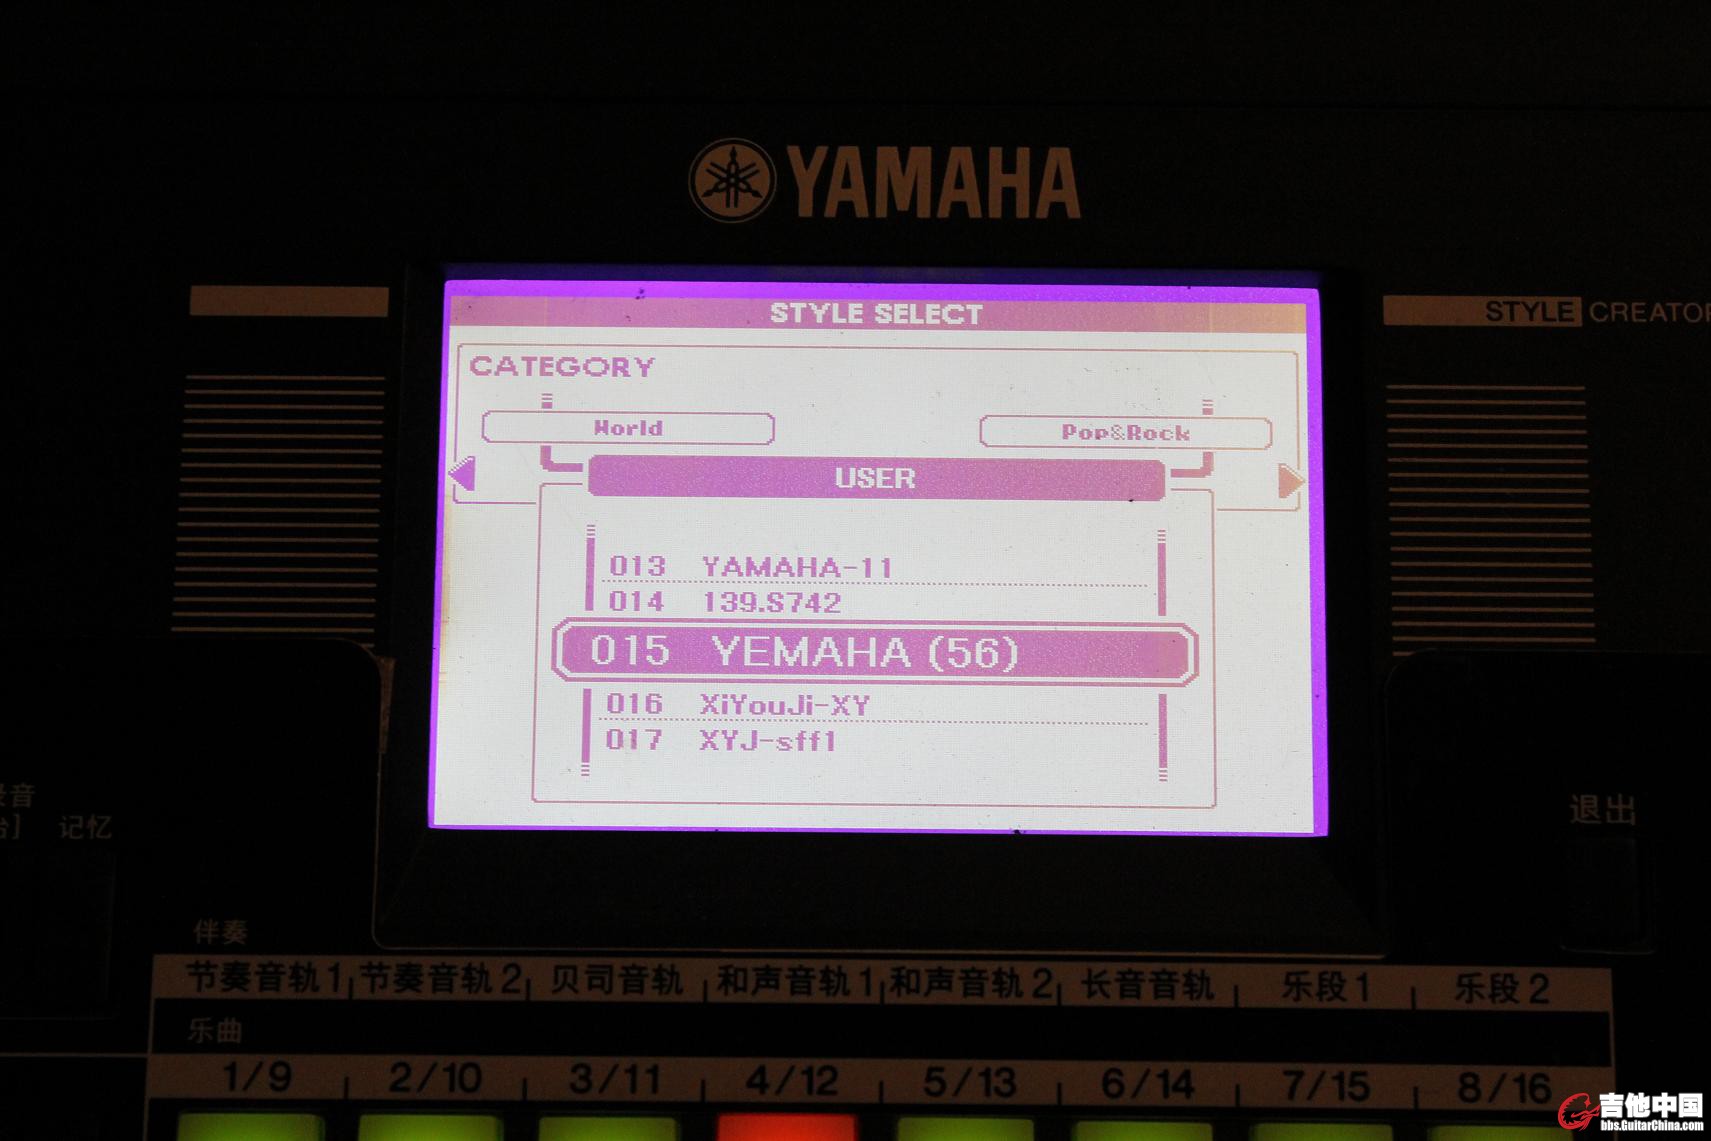 YAMAHA
STYLE CREATOR
STYLE SELECT
CATEGORY
World
Pop&Rock
USER
013 YAMAHA-11
014 139.S742
015 YEMAHA (56)
016 XiYouJi-XY
017 XYJ-sff1
音
记忆
退出
伴奏
节奏音轨1 节奏音轨2 贝司音轨 和声音轨1 和声音轨2 长音音轨 乐段1 乐段2
乐曲
1/9 2/10 3/11 4/12 5/13 6/14 7/15 8/16
吉他中国
bbs.GuitarChina.com